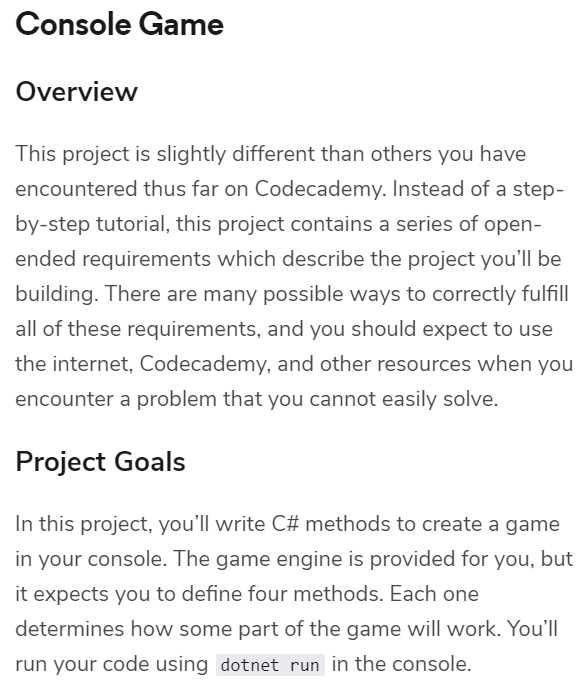 Console Game
Overview
This project is slightly different than others you have
encountered thus far on Codecademy. Instead of a step-
by-step tutorial, this project contains a series of open-
ended requirements which describe the project you’ll be
building. There are many possible ways to correctly fulfill
all of these requirements, and you should expect to use
the internet, Codecademy, and other resources when you
encounter a problem that you cannot easily solve.
Project Goals
In this project, you’ll write C# methods to create a game
in your console. The game engine is provided for you, but
it expects you to define four methods. Each one
determines how some part of the game will work. You’ll
run your code using dotnet run in the console.